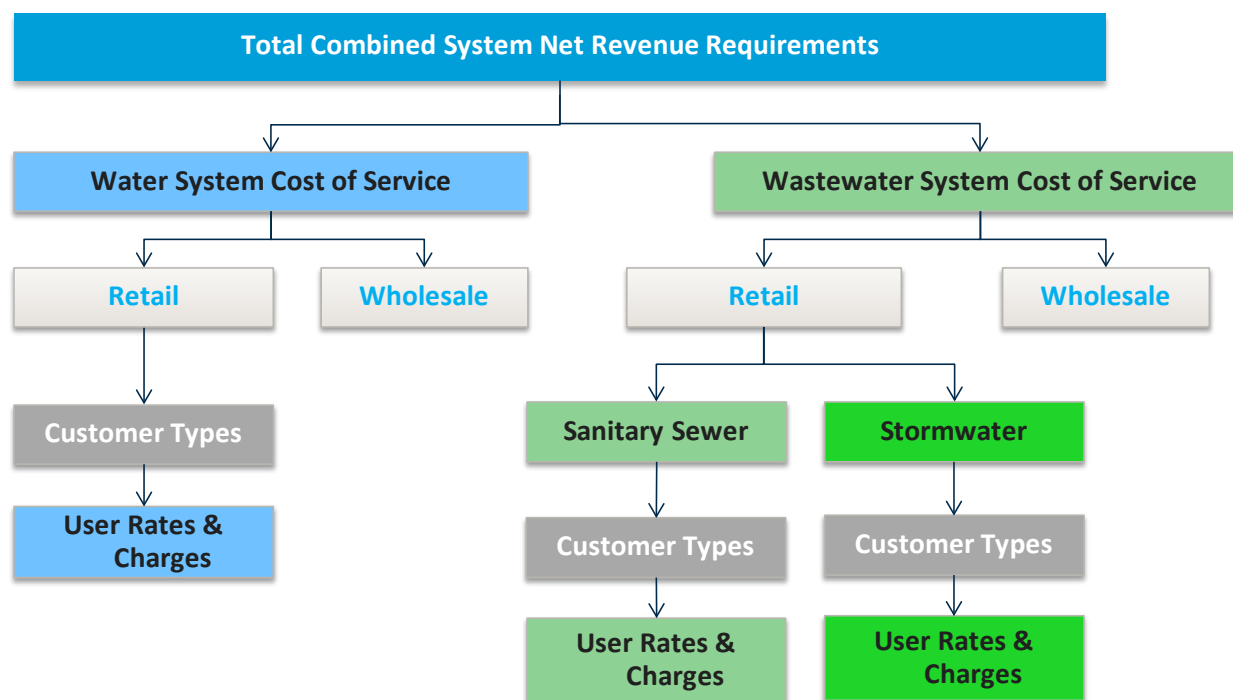 Total Combined System Net Revenue Requirements
Water System Cost of Service
Wastewater System Cost of Service
Retail
Wholesale
Retail
Wholesale
Customer Types
Sanitary Sewer
Stormwater
User Rates &
Charges
Customer Types
Customer Types
User Rates &
Charges
User Rates &
Charges